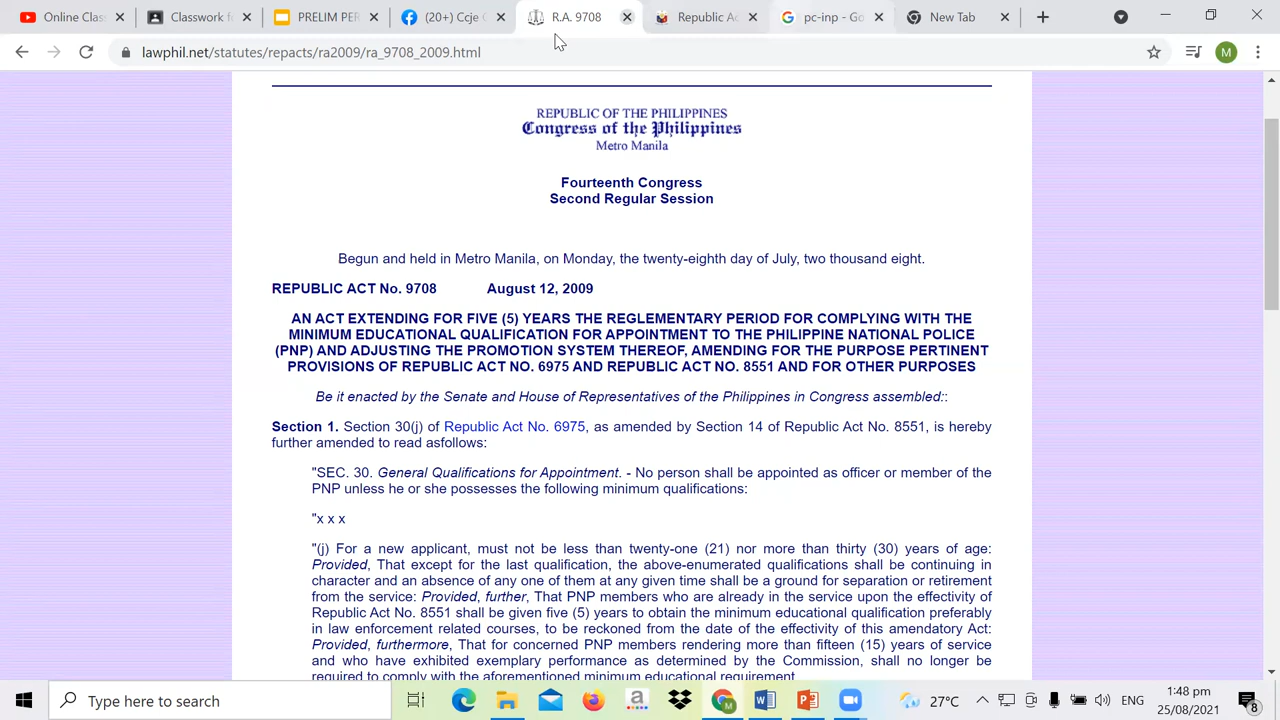 Online Class
Classwork f
PRELIM PER
(20+) Ccje G
R.A. 9708
Republic Ac
pc-inp - Go
New Tab
lawphil.net/statutes/repacts/ra2009/ra_9708_2009.html
M
REPUBLIC OF THE PHILIPPINES
Congress of the Philippines
Metro Manila
Fourteenth Congress
Second Regular Session
Begun and held in Metro Manila, on Monday, the twenty-eighth day of July, two thousand eight.
REPUBLIC ACT No. 9708 August 12, 2009
AN ACT EXTENDING FOR FIVE (5) YEARS THE REGLEMENTARY PERIOD FOR COMPLYING WITH THE
MINIMUM EDUCATIONAL QUALIFICATION FOR APPOINTMENT TO THE PHILIPPINE NATIONAL POLICE
(PNP) AND ADJUSTING THE PROMOTION SYSTEM THEREOF, AMENDING FOR THE PURPOSE PERTINENT
PROVISIONS OF REPUBLIC ACT NO. 6975 AND REPUBLIC ACT NO. 8551 AND FOR OTHER PURPOSES
Be it enacted by the Senate and House of Representatives of the Philippines in Congress assembled::
Section 1. Section 30(j) of Republic Act No. 6975, as amended by Section 14 of Republic Act No. 8551, is hereby
further amended to read asfollows:
"SEC. 30. General Qualifications for Appointment. - No person shall be appointed as officer or member of the
PNP unless he or she possesses the following minimum qualifications:
"x x x
"(j) For a new applicant, must not be less than twenty-one (21) nor more than thirty (30) years of age:
Provided, That except for the last qualification, the above-enumerated qualifications shall be continuing in
character and an absence of any one of them at any given time shall be a ground for separation or retirement
from the service: Provided, further, That PNP members who are already in the service upon the effectivity of
Republic Act No. 8551 shall be given five (5) years to obtain the minimum educational qualification preferably
in law enforcement related courses, to be reckoned from the date of the effectivity of this amendatory Act:
Provided, furthermore, That for concerned PNP members rendering more than fifteen (15) years of service
and who have exhibited exemplary performance as determined by the Commission, shall no longer be
required to comply with the aforementioned minimum educational requirement.
Type here to search
27°C
ENG
1:48 pm
25/08/2021
8